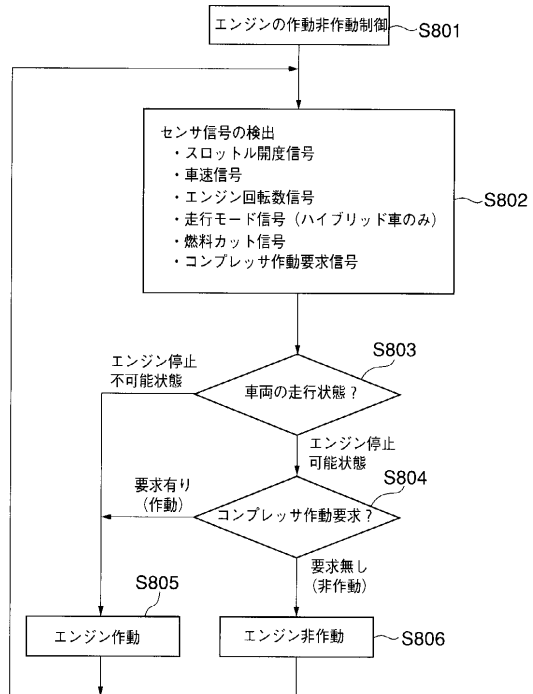 エンジンの作動非作動制御
S801
センサ信号の検出
・スロットル開度信号
・車速信号
・エンジン回転数信号
・走行モード信号（ハイブリッド車のみ）
・燃料カット信号
・コンプレッサ作動要求信号
S802
エンジン停止
不可能状態
車両の走行状態？
S803
エンジン停止
可能状態
要求有り
（作動）
コンプレッサ作動要求？
S804
要求無し
（非作動）
S805
エンジン作動
エンジン非作動
S806